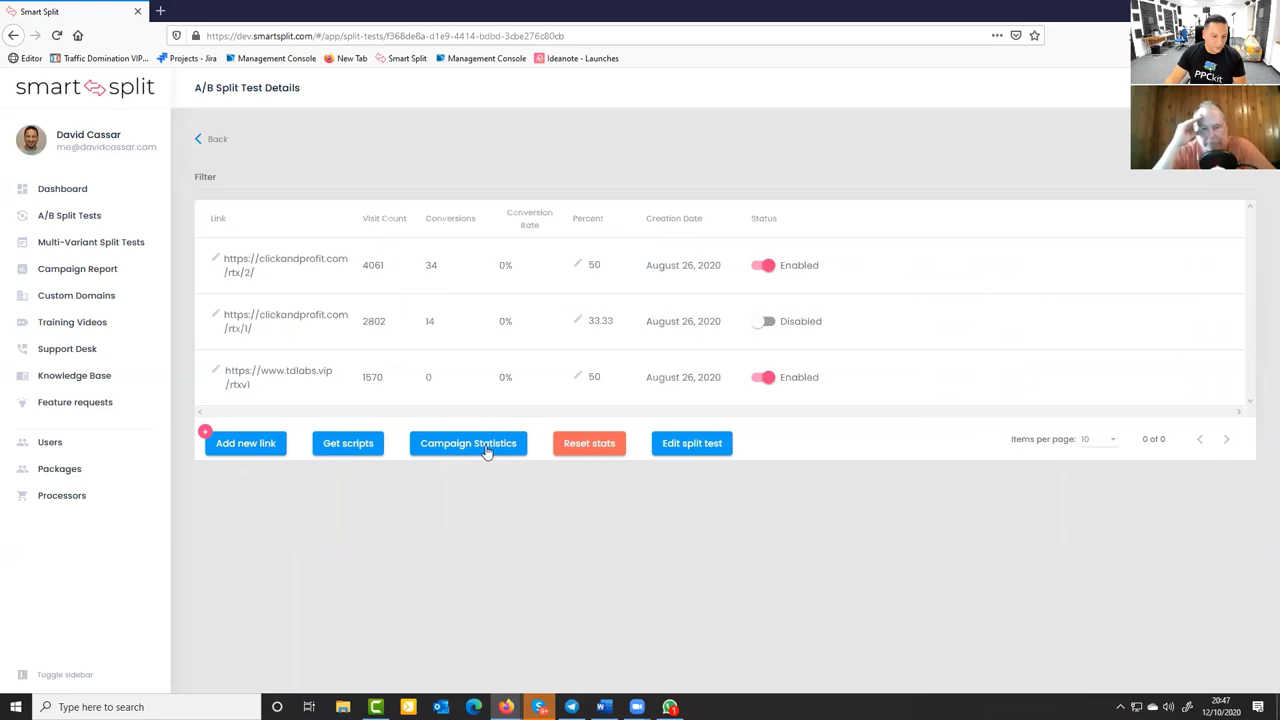 Smart Split
https://dev.smartsplit.com/#/app/split-tests/f368de8a-d1e9-4414-bdbd-3cbe276c80cb
Editor
Traffic Domination VIP...
Projects - Jira
Management Console
New Tab
Smart Split
Management Console
Ideanote - Launches
PPCkit
smart split
A/B Split Test Details
David Cassar
me@davidcassar.com
Back
Filter
Dashboard
A/B Split Tests
Multi-Variant Split Tests
Campaign Report
Custom Domains
Training Videos
Support Desk
Knowledge Base
Feature requests
Users
Packages
Processors
Toggle sidebar
Link
Visit Count
Conversions
Conversion
Rate
Percent
Creation Date
Status
https://clickandprofit.com
/rtx/2/
4061
34
0%
50
August 26, 2020
Enabled
https://clickandprofit.com
/rtx/1/
2802
14
0%
33.33
August 26, 2020
Disabled
https://www.tdlabs.vip
/rtxv1
1570
0
0%
50
August 26, 2020
Enabled
Add new link
Get scripts
Campaign Statistics
Reset stats
Edit split test
Items per page:
10
0 of 0
Type here to search
20:47
12/10/2020